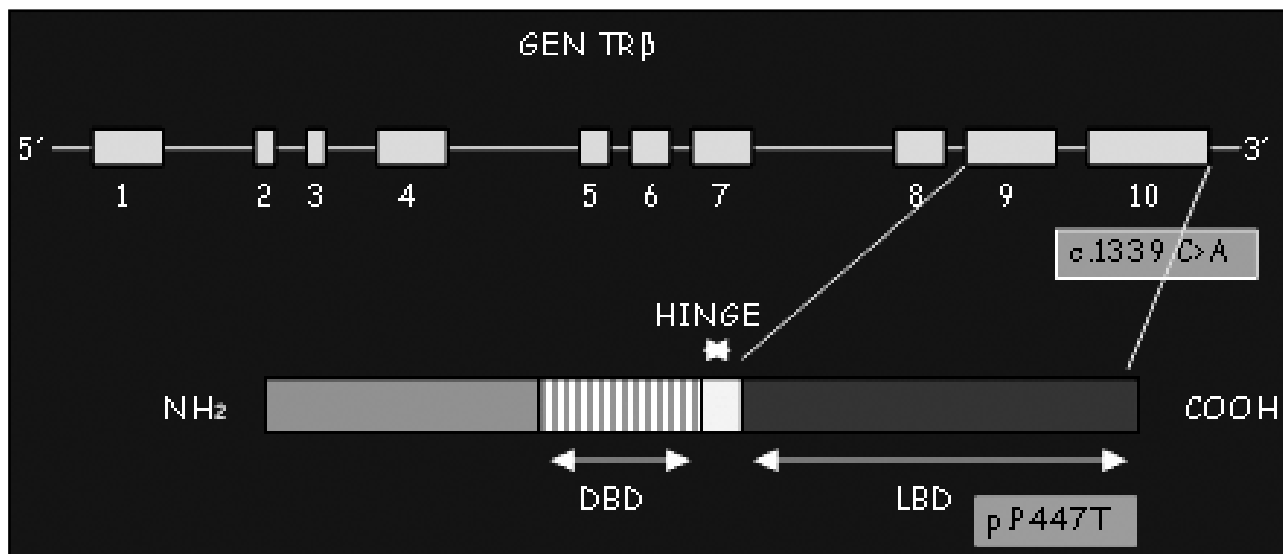 GEN TRβ
5´ 3´
1 2 3 4 5 6 7 8 9 10
c.1339 C>A
HINGE
NH₂ COOH
DBD LBD
pP447T